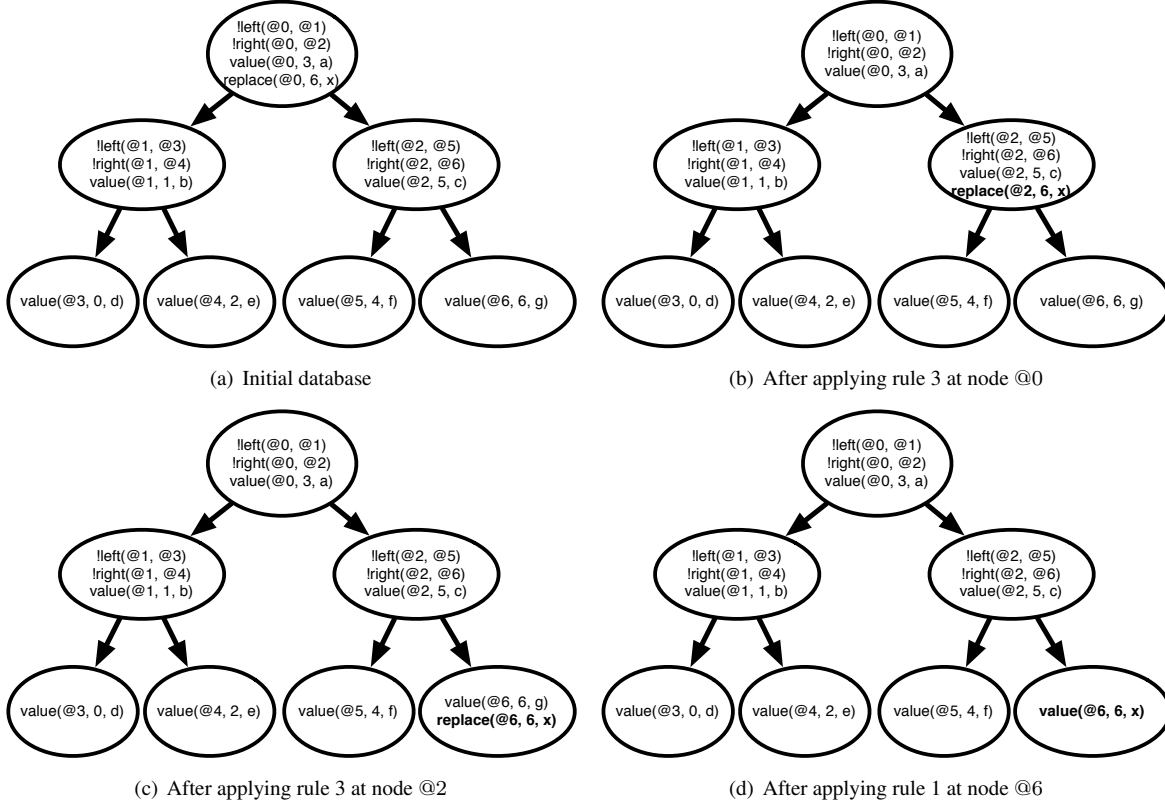 !left(@0, @1)
!right(@0, @2)
value(@0, 3, a)
replace(@0, 6, x)
!left(@1, @3)
!right(@1, @4)
value(@1, 1, b)
!left(@2, @5)
!right(@2, @6)
value(@2, 5, c)
value(@3, 0, d)
value(@4, 2, e)
value(@5, 4, f)
value(@6, 6, g)
(a) Initial database
!left(@0, @1)
!right(@0, @2)
value(@0, 3, a)
!left(@1, @3)
!right(@1, @4)
value(@1, 1, b)
!left(@2, @5)
!right(@2, @6)
value(@2, 5, c)
replace(@2, 6, x)
value(@3, 0, d)
value(@4, 2, e)
value(@5, 4, f)
value(@6, 6, g)
(b) After applying rule 3 at node @0
!left(@0, @1)
!right(@0, @2)
value(@0, 3, a)
!left(@1, @3)
!right(@1, @4)
value(@1, 1, b)
!left(@2, @5)
!right(@2, @6)
value(@2, 5, c)
value(@3, 0, d)
value(@4, 2, e)
value(@5, 4, f)
value(@6, 6, g)
replace(@6, 6, x)
(c) After applying rule 3 at node @2
!left(@0, @1)
!right(@0, @2)
value(@0, 3, a)
!left(@1, @3)
!right(@1, @4)
value(@1, 1, b)
!left(@2, @5)
!right(@2, @6)
value(@2, 5, c)
value(@3, 0, d)
value(@4, 2, e)
value(@5, 4, f)
value(@6, 6, x)
(d) After applying rule 1 at node @6